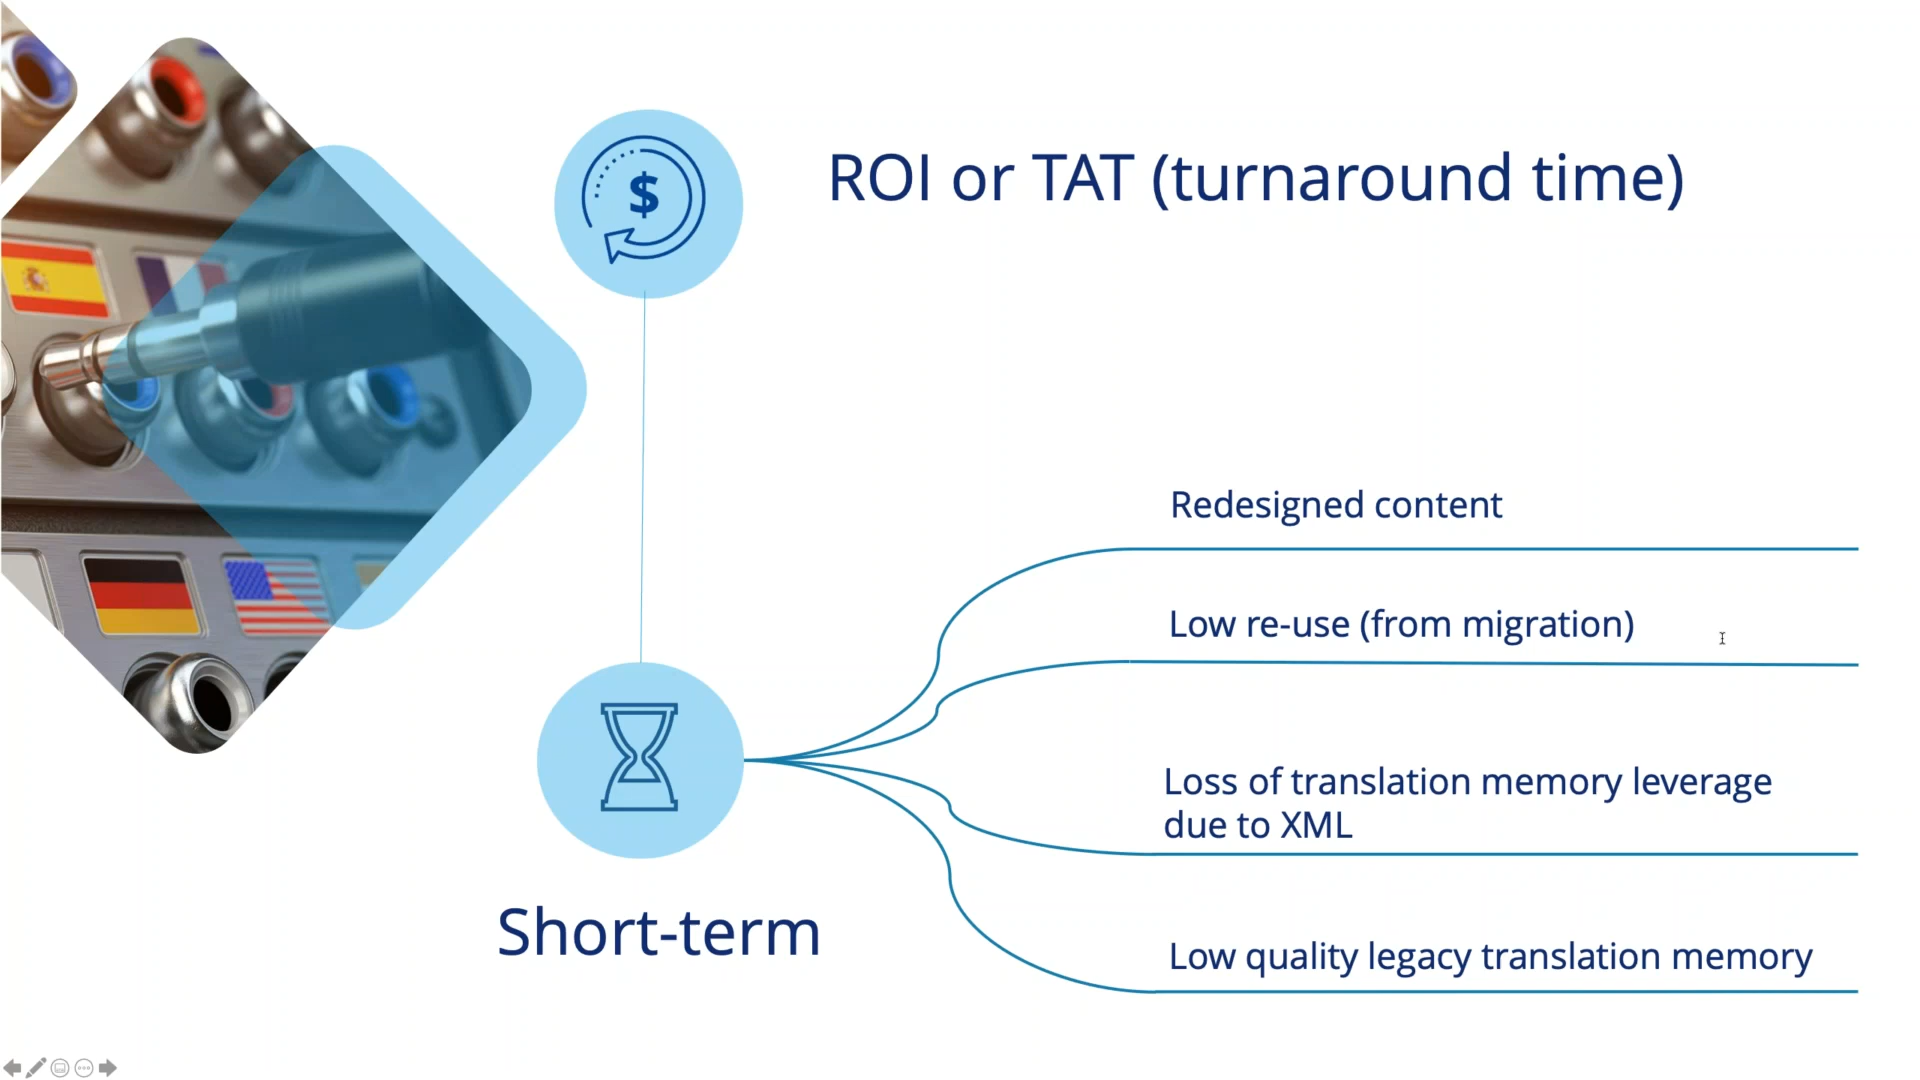 $
ROI or TAT (turnaround time)
Redesigned content
Low re-use (from migration)
Loss of translation memory leverage
due to XML
Short-term
Low quality legacy translation memory